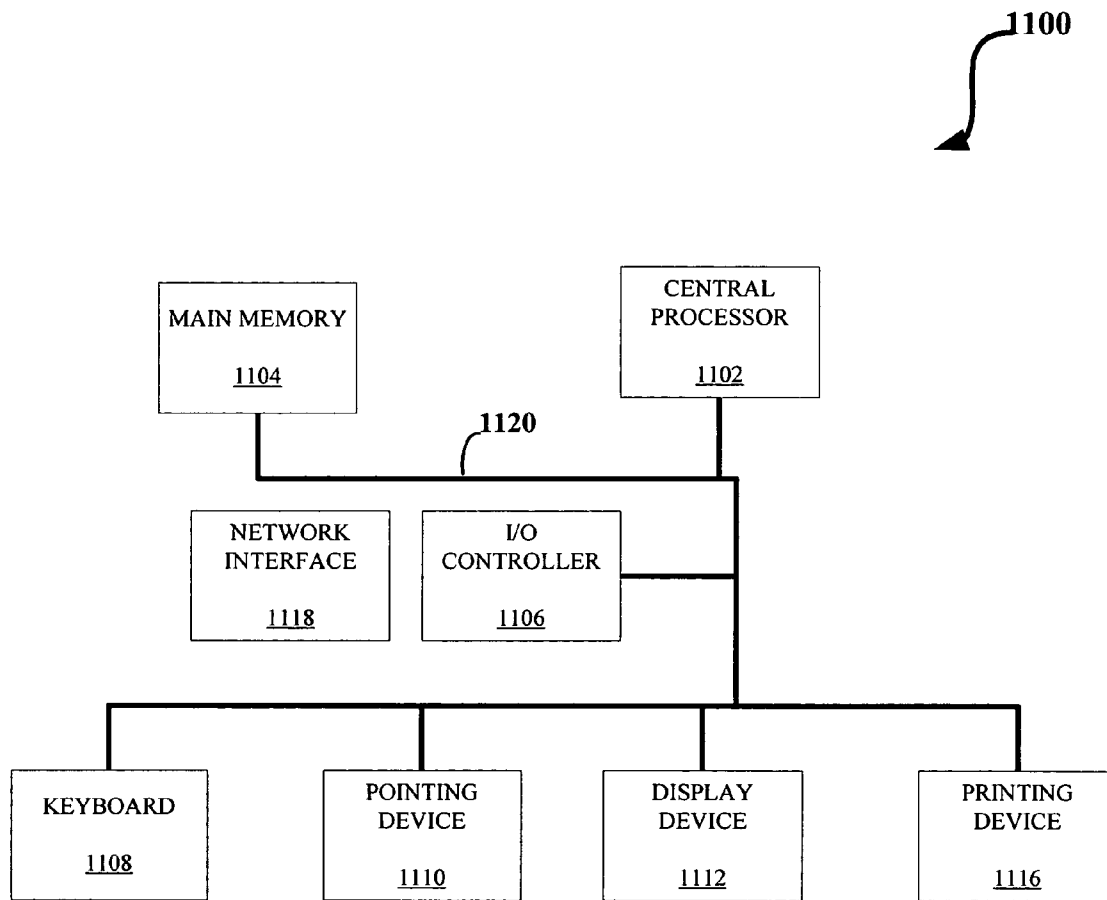 1100
MAIN MEMORY
1104
CENTRAL
PROCESSOR
1102
1120
NETWORK
INTERFACE
1118
I/O
CONTROLLER
1106
KEYBOARD
1108
POINTING
DEVICE
1110
DISPLAY
DEVICE
1112
PRINTING
DEVICE
1116